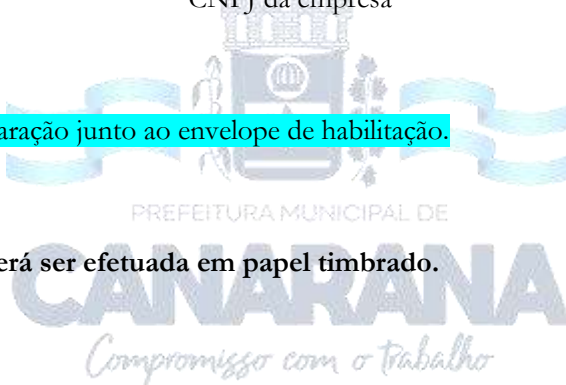 CNPJ da empresa
aração junto ao envelope de habilitação.
PREFEITURA MUNICIPAL DE
erá ser efetuada em papel timbrado.
CANARANA
Compromisso com o trabalho